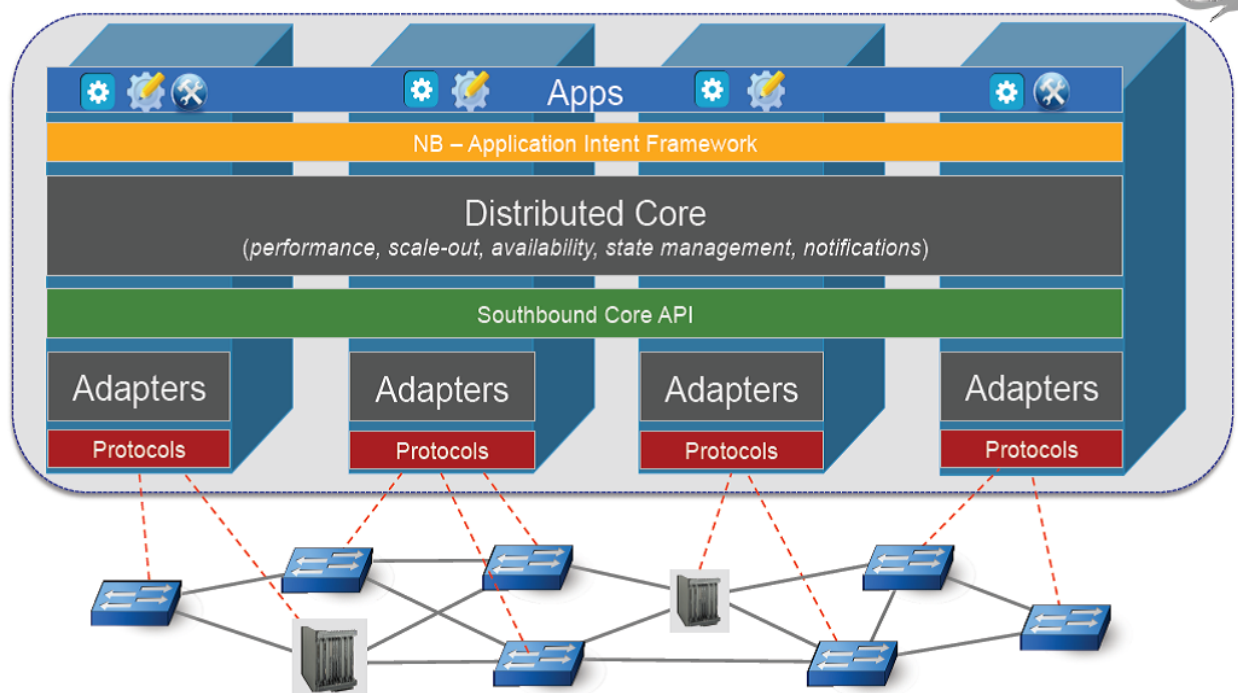 Apps
NB – Application Intent Framework
Distributed Core
(performance, scale-out, availability, state management, notifications)
Southbound Core API
Adapters Adapters Adapters Adapters
Protocols Protocols Protocols Protocols